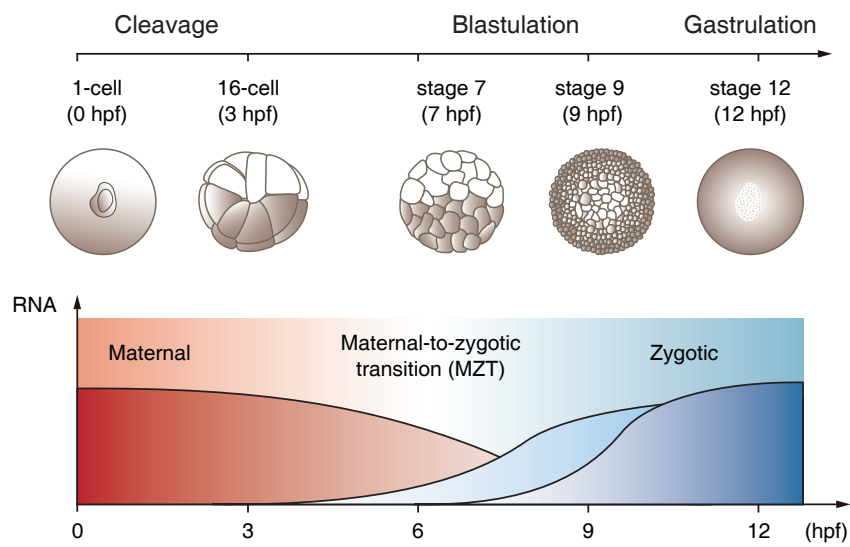 Cleavage Blastulation Gastrulation
1-cell 16-cell stage 7 stage 9 stage 12
(0 hpf) (3 hpf) (7 hpf) (9 hpf) (12 hpf)
RNA
Maternal Maternal-to-zygotic Zygotic
transition (MZT)
0 3 6 9 12 (hpf)